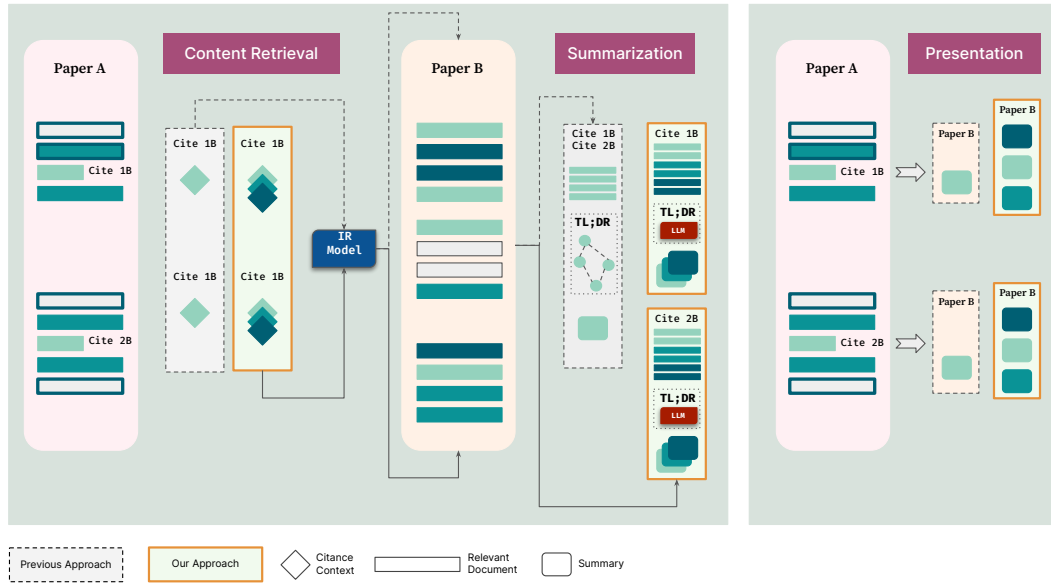 Content Retrieval
Summarization
Presentation
Paper A
Cite 1B
Cite 2B
Cite 1B
Cite 1B
Cite 1B
Cite 1B
IR
Model
Paper B
Cite 1B
Cite 2B
TL;DR
Cite 1B
TL;DR
LLM
Cite 2B
TL;DR
LLM
Paper A
Cite 1B
Cite 2B
Paper B
Paper B
Paper B
Paper B
Previous Approach
Our Approach
Citance
Context
Relevant
Document
Summary